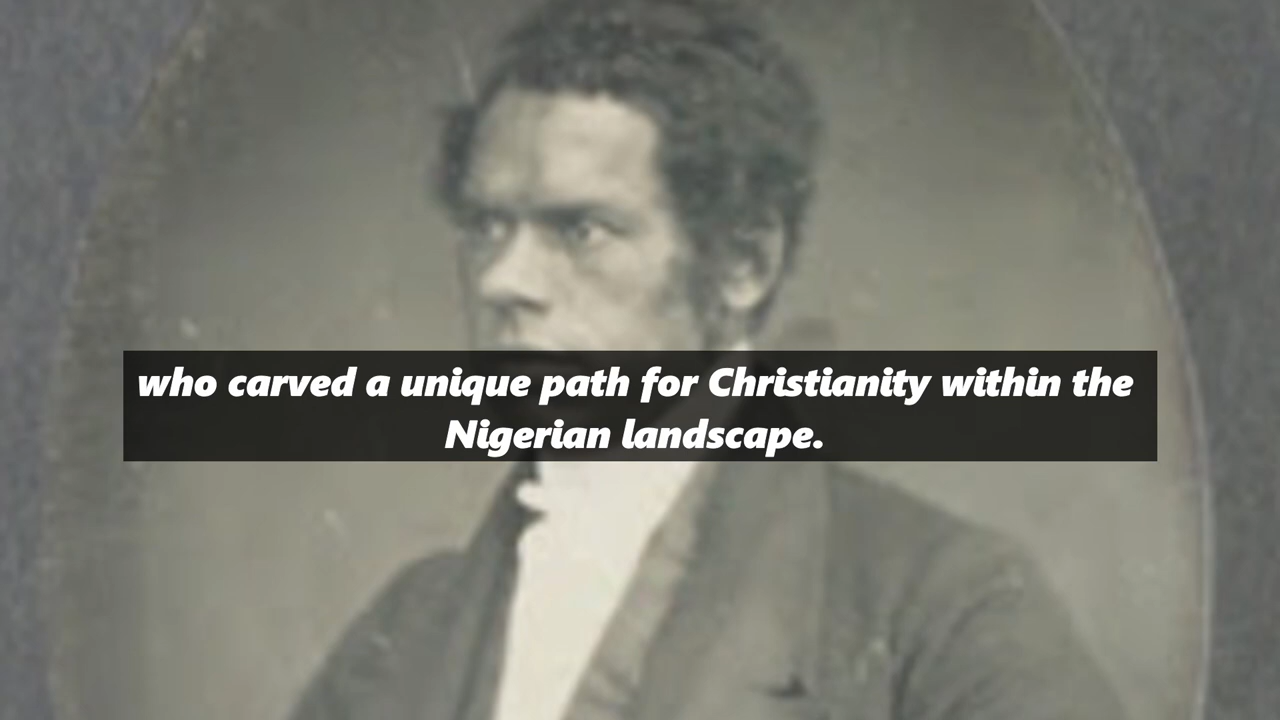 who carved a unique path for Christianity within the
Nigerian landscape.